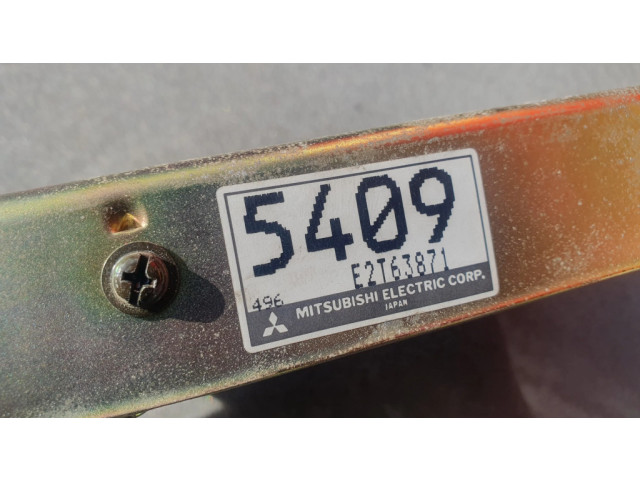 5409
E2T63871
496
MITSUBISHI ELECTRIC CORP.
JAPAN